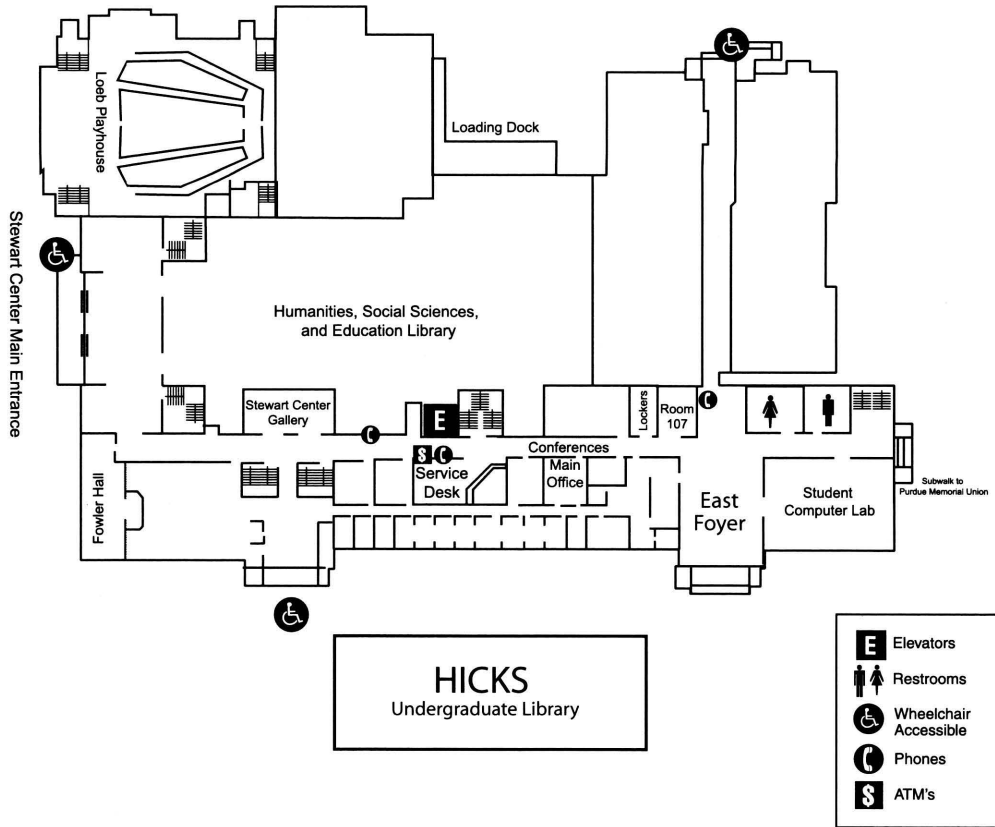 Loeb Playhouse
Loading Dock
Stewart Center Main Entrance
Humanities, Social Sciences,
and Education Library
Stewart Center
Gallery
E
Lockers
Room
107
Conferences
$
Service
Desk
Main
Office
Fowler Hall
East
Foyer
Student
Computer Lab
Subwalk to
Purdue Memorial Union
HICKS
Undergraduate Library
E Elevators
Restrooms
Wheelchair
Accessible
Phones
$ ATM's